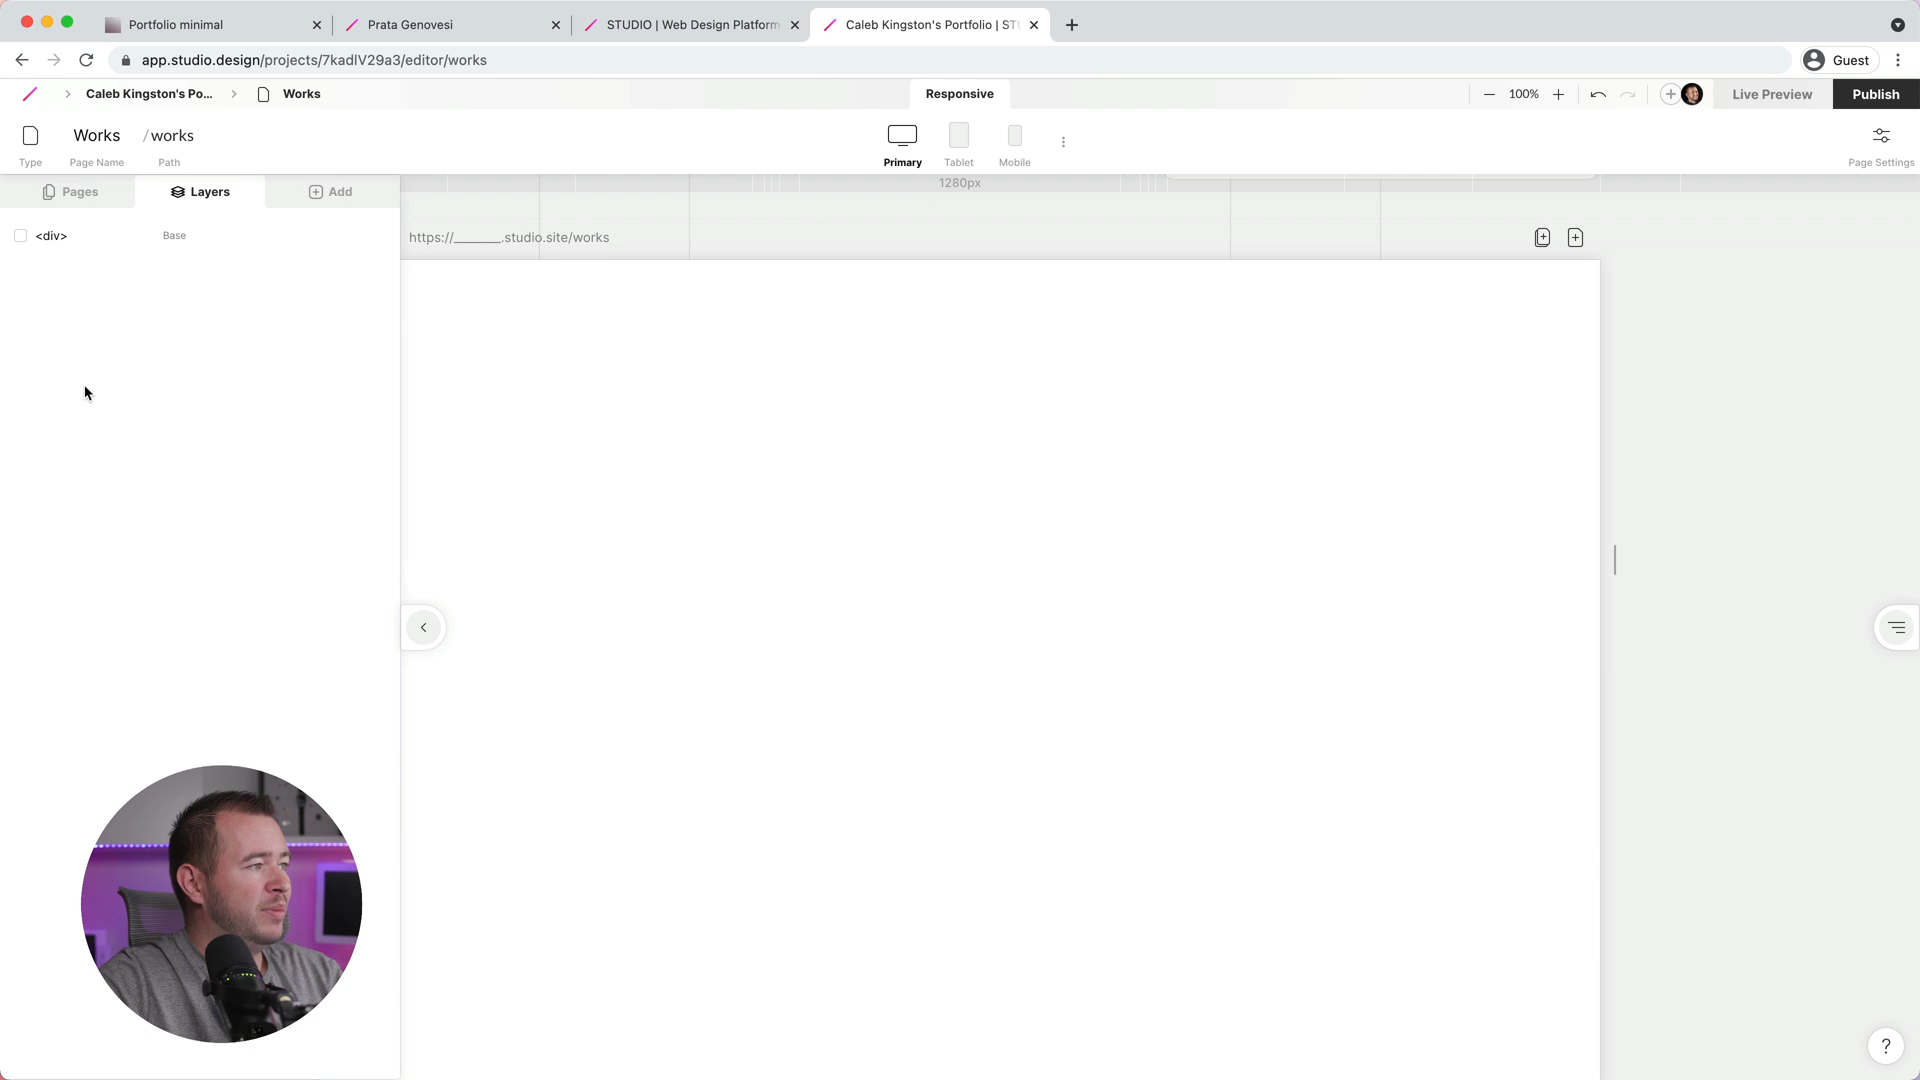 Portfolio minimal
Prata Genovesi
STUDIO | Web Design Platform
Caleb Kingston's Portfolio | ST
app.studio.design/projects/7kadlV29a3/editor/works
Guest
Caleb Kingston's Po...
Works
Responsive
100%
Live Preview
Publish
Works
/works
Type
Page Name
Path
Primary
Tablet
Mobile
Page Settings
Pages
Layers
Add
1280px
<div>
Base
https://________.studio.site/works
?